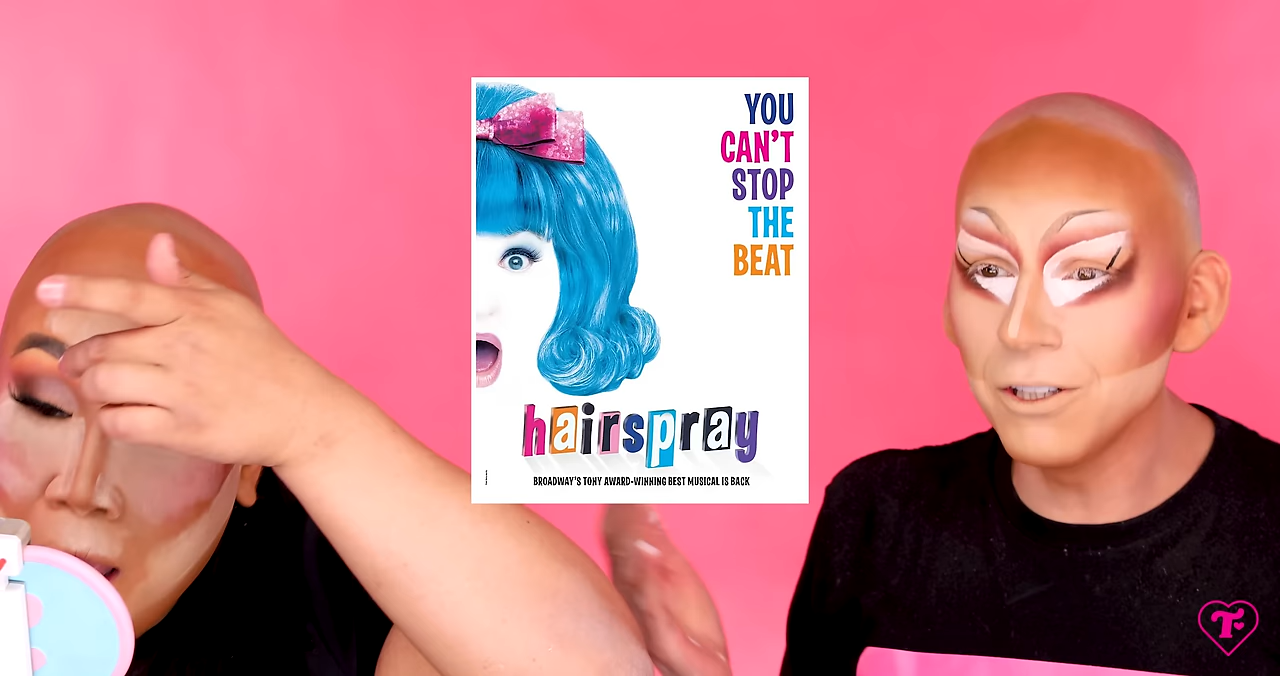 YOU
CAN'T
STOP
THE
BEAT
hairspray
BROADWAY'S TONY AWARD-WINNING BEST MUSICAL IS BACK
T